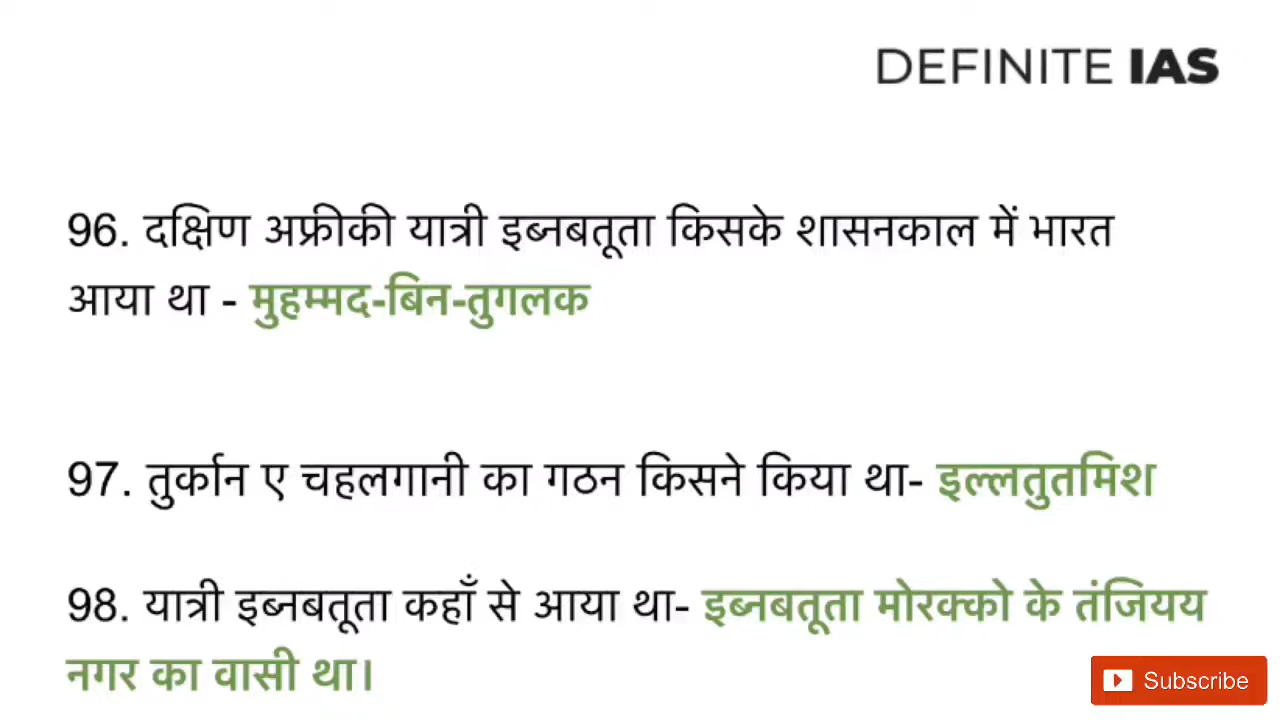 DEFINITE IAS
96. दक्षिण अफ्रीकी यात्री इब्नबतूता किसके शासनकाल में भारत
आया था - मुहम्मद-बिन-तुगलक
97. तुर्कान ए चहलगानी का गठन किसने किया था- इल्लतुतमिश
98. यात्री इब्नबतूता कहाँ से आया था- इब्नबतूता मोरक्को के तंजियय
नगर का वासी था।
Subscribe